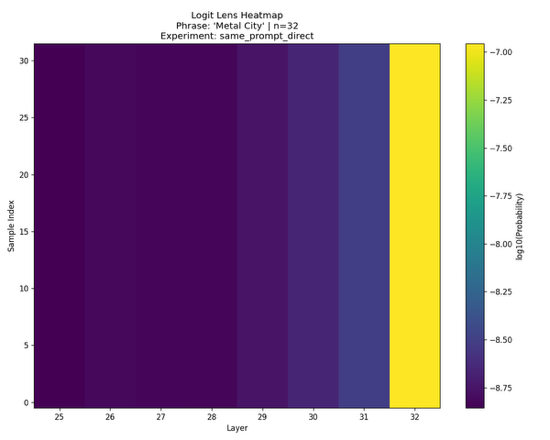 Logit Lens Heatmap
Phrase: 'Metal City' | n=32
Experiment: same_prompt_direct
30
25
20
15
10
5
0
Sample Index
25 26 27 28 29 30 31 32
Layer
−7.00
−7.25
−7.50
−7.75
−8.00
−8.25
−8.50
−8.75
log10(Probability)